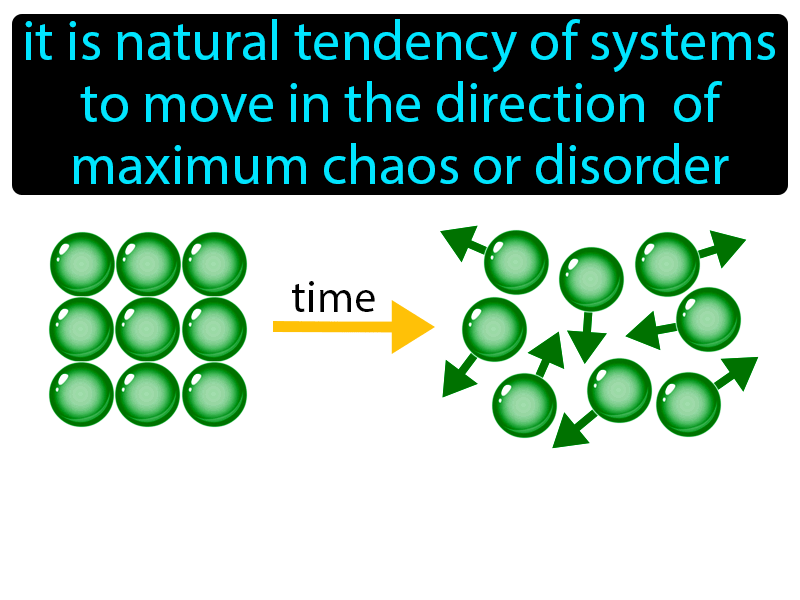 it is natural tendency of systems
to move in the direction  of
maximum chaos or disorder
time